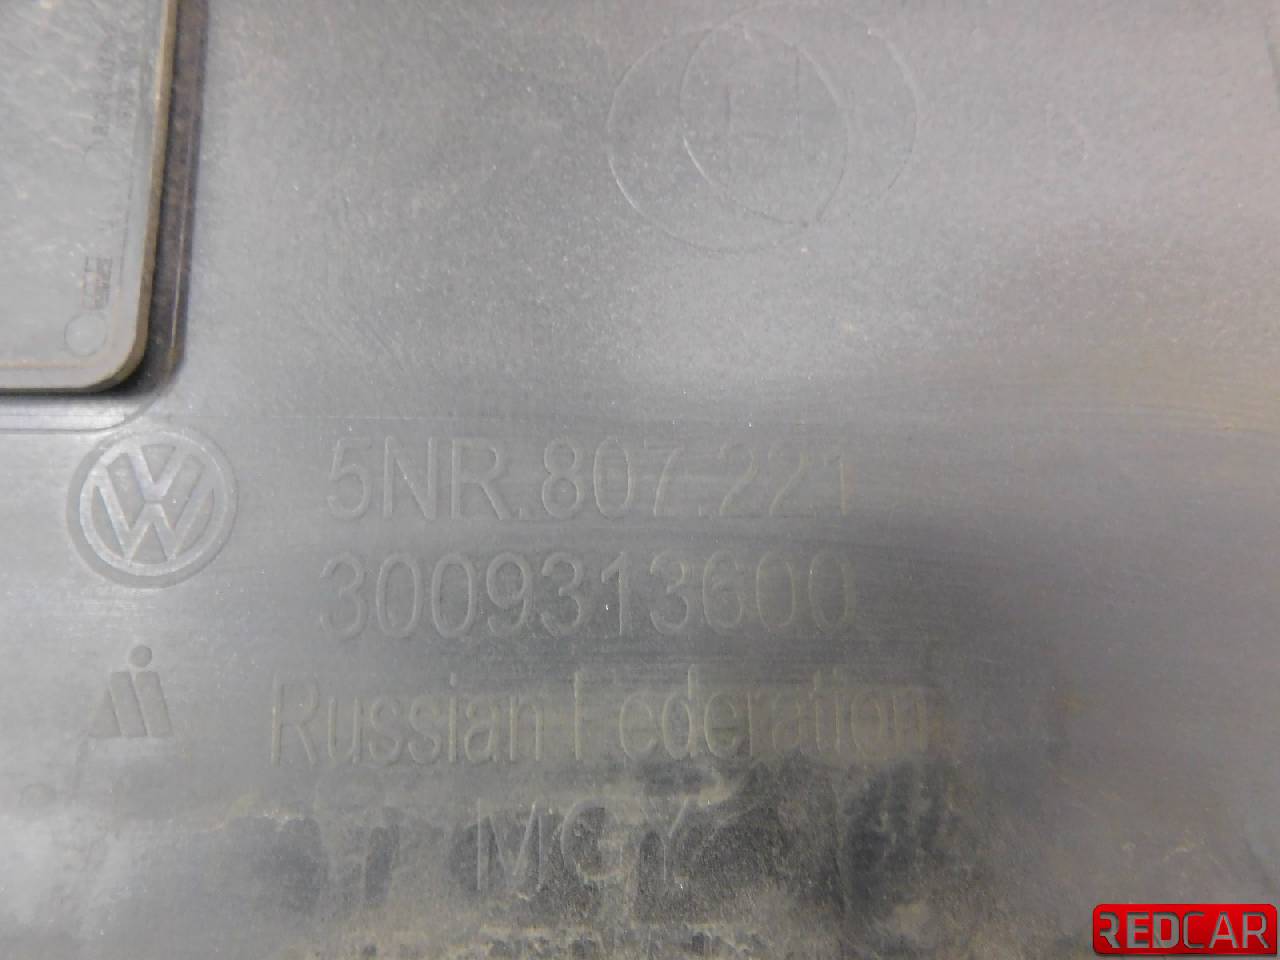 5NR.807.221
3009313600
Russian Federation
REDCAR